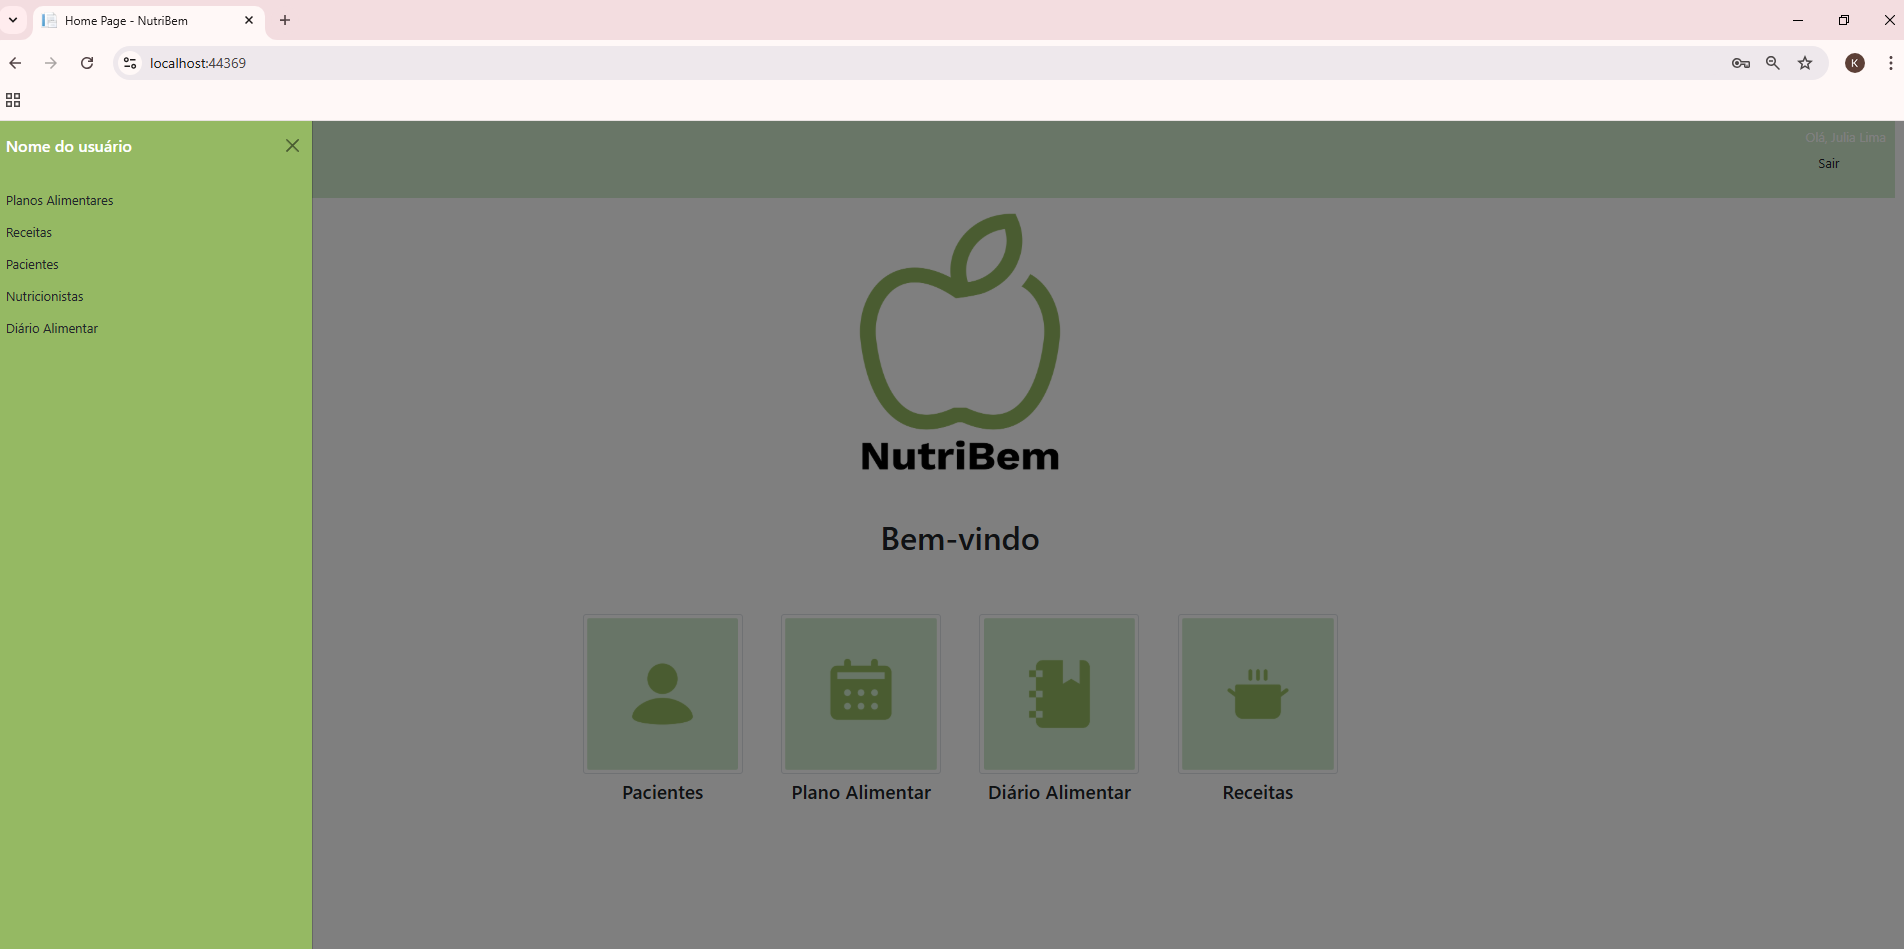 Home Page - NutriBem
localhost:44369
K
Nome do usuário
Olá, Julia Lima
Sair
Planos Alimentares
Receitas
Pacientes
Nutricionistas
Diário Alimentar
NutriBem
Bem-vindo
Pacientes
Plano Alimentar
Diário Alimentar
Receitas